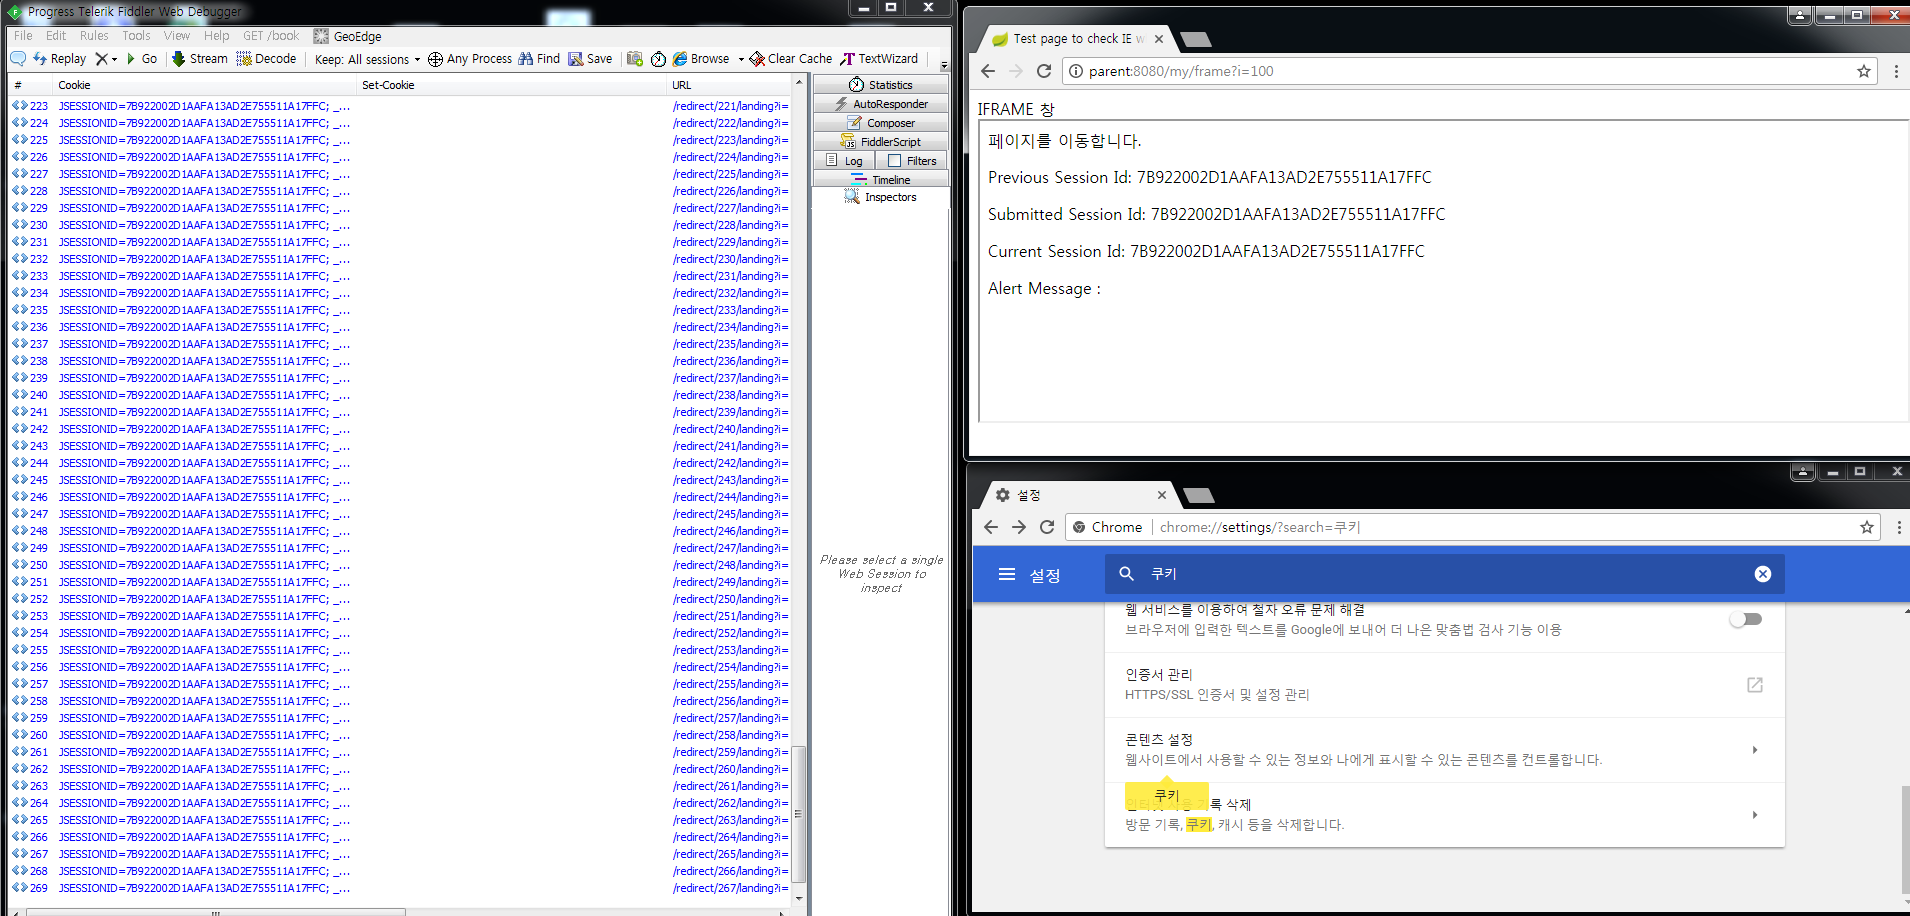 Progress Telerik Fiddler Web Debugger
File Edit Rules Tools View Help GET /book GeoEdge
Replay Go Stream Decode Keep: All sessions Any Process Find Save Browse Clear Cache TextWizard
# Cookie Set-Cookie URL
223 JSESSIONID=7B922002D1AAFA13AD2E755511A17FFC; _... /redirect/221/landing?i=
224 JSESSIONID=7B922002D1AAFA13AD2E755511A17FFC; _... /redirect/222/landing?i=
225 JSESSIONID=7B922002D1AAFA13AD2E755511A17FFC; _... /redirect/223/landing?i=
226 JSESSIONID=7B922002D1AAFA13AD2E755511A17FFC; _... /redirect/224/landing?i=
227 JSESSIONID=7B922002D1AAFA13AD2E755511A17FFC; _... /redirect/225/landing?i=
228 JSESSIONID=7B922002D1AAFA13AD2E755511A17FFC; _... /redirect/226/landing?i=
229 JSESSIONID=7B922002D1AAFA13AD2E755511A17FFC; _... /redirect/227/landing?i=
230 JSESSIONID=7B922002D1AAFA13AD2E755511A17FFC; _... /redirect/228/landing?i=
231 JSESSIONID=7B922002D1AAFA13AD2E755511A17FFC; _... /redirect/229/landing?i=
232 JSESSIONID=7B922002D1AAFA13AD2E755511A17FFC; _... /redirect/230/landing?i=
233 JSESSIONID=7B922002D1AAFA13AD2E755511A17FFC; _... /redirect/231/landing?i=
234 JSESSIONID=7B922002D1AAFA13AD2E755511A17FFC; _... /redirect/232/landing?i=
235 JSESSIONID=7B922002D1AAFA13AD2E755511A17FFC; _... /redirect/233/landing?i=
236 JSESSIONID=7B922002D1AAFA13AD2E755511A17FFC; _... /redirect/234/landing?i=
237 JSESSIONID=7B922002D1AAFA13AD2E755511A17FFC; _... /redirect/235/landing?i=
238 JSESSIONID=7B922002D1AAFA13AD2E755511A17FFC; _... /redirect/236/landing?i=
239 JSESSIONID=7B922002D1AAFA13AD2E755511A17FFC; _... /redirect/237/landing?i=
240 JSESSIONID=7B922002D1AAFA13AD2E755511A17FFC; _... /redirect/238/landing?i=
241 JSESSIONID=7B922002D1AAFA13AD2E755511A17FFC; _... /redirect/239/landing?i=
242 JSESSIONID=7B922002D1AAFA13AD2E755511A17FFC; _... /redirect/240/landing?i=
243 JSESSIONID=7B922002D1AAFA13AD2E755511A17FFC; _... /redirect/241/landing?i=
244 JSESSIONID=7B922002D1AAFA13AD2E755511A17FFC; _... /redirect/242/landing?i=
245 JSESSIONID=7B922002D1AAFA13AD2E755511A17FFC; _... /redirect/243/landing?i=
246 JSESSIONID=7B922002D1AAFA13AD2E755511A17FFC; _... /redirect/244/landing?i=
247 JSESSIONID=7B922002D1AAFA13AD2E755511A17FFC; _... /redirect/245/landing?i=
248 JSESSIONID=7B922002D1AAFA13AD2E755511A17FFC; _... /redirect/246/landing?i=
249 JSESSIONID=7B922002D1AAFA13AD2E755511A17FFC; _... /redirect/247/landing?i=
250 JSESSIONID=7B922002D1AAFA13AD2E755511A17FFC; _... /redirect/248/landing?i=
251 JSESSIONID=7B922002D1AAFA13AD2E755511A17FFC; _... /redirect/249/landing?i=
252 JSESSIONID=7B922002D1AAFA13AD2E755511A17FFC; _... /redirect/250/landing?i=
253 JSESSIONID=7B922002D1AAFA13AD2E755511A17FFC; _... /redirect/251/landing?i=
254 JSESSIONID=7B922002D1AAFA13AD2E755511A17FFC; _... /redirect/252/landing?i=
255 JSESSIONID=7B922002D1AAFA13AD2E755511A17FFC; _... /redirect/253/landing?i=
256 JSESSIONID=7B922002D1AAFA13AD2E755511A17FFC; _... /redirect/254/landing?i=
257 JSESSIONID=7B922002D1AAFA13AD2E755511A17FFC; _... /redirect/255/landing?i=
258 JSESSIONID=7B922002D1AAFA13AD2E755511A17FFC; _... /redirect/256/landing?i=
259 JSESSIONID=7B922002D1AAFA13AD2E755511A17FFC; _... /redirect/257/landing?i=
260 JSESSIONID=7B922002D1AAFA13AD2E755511A17FFC; _... /redirect/258/landing?i=
261 JSESSIONID=7B922002D1AAFA13AD2E755511A17FFC; _... /redirect/259/landing?i=
262 JSESSIONID=7B922002D1AAFA13AD2E755511A17FFC; _... /redirect/260/landing?i=
263 JSESSIONID=7B922002D1AAFA13AD2E755511A17FFC; _... /redirect/261/landing?i=
264 JSESSIONID=7B922002D1AAFA13AD2E755511A17FFC; _... /redirect/262/landing?i=
265 JSESSIONID=7B922002D1AAFA13AD2E755511A17FFC; _... /redirect/263/landing?i=
266 JSESSIONID=7B922002D1AAFA13AD2E755511A17FFC; _... /redirect/264/landing?i=
267 JSESSIONID=7B922002D1AAFA13AD2E755511A17FFC; _... /redirect/265/landing?i=
268 JSESSIONID=7B922002D1AAFA13AD2E755511A17FFC; _... /redirect/266/landing?i=
269 JSESSIONID=7B922002D1AAFA13AD2E755511A17FFC; _... /redirect/267/landing?i=
Statistics
AutoResponder
Composer
FiddlerScript
Log Filters
Timeline
Inspectors
Please select a single
Web Session to
inspect
Test page to check IE w
parent:8080/my/frame?i=100
IFRAME 창
페이지를 이동합니다.
Previous Session Id: 7B922002D1AAFA13AD2E755511A17FFC
Submitted Session Id: 7B922002D1AAFA13AD2E755511A17FFC
Current Session Id: 7B922002D1AAFA13AD2E755511A17FFC
Alert Message :
설정
Chrome chrome://settings/?search=쿠키
설정 쿠키
웹 서비스를 이용하여 철자 오류 문제 해결
브라우저에 입력한 텍스트를 Google에 보내어 더 나은 맞춤법 검사 기능 이용
인증서 관리
HTTPS/SSL 인증서 및 설정 관리
콘텐츠 설정
웹사이트에서 사용할 수 있는 정보와 나에게 표시할 수 있는 콘텐츠를 컨트롤합니다.
쿠키
기록 삭제
방문 기록, 쿠키, 캐시 등을 삭제합니다.